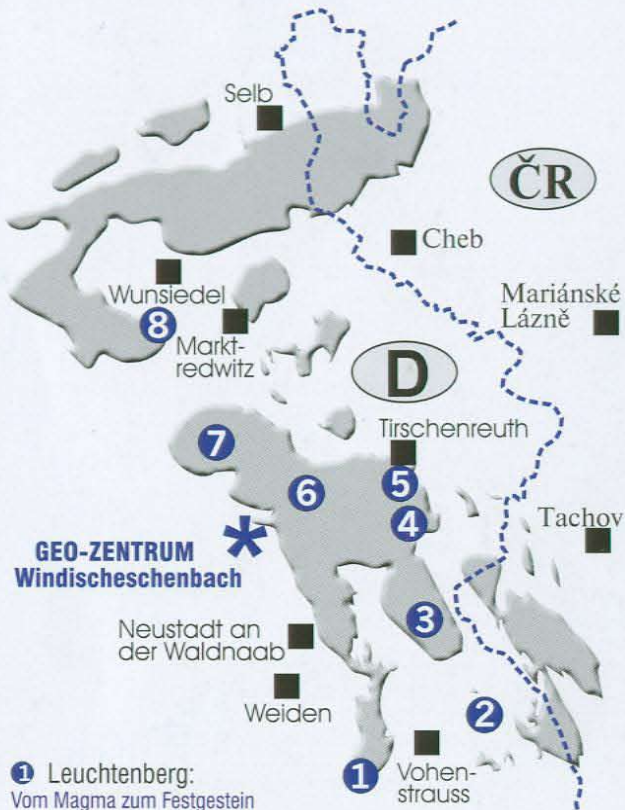 Selb
ČR
Cheb
Wunsiedel
Mariánské
Lázně
8
Markt-
redwitz
D
Tirschenreuth
7
6
5
4
Tachov
GEO-ZENTRUM
Windischeschenbach
*
3
Neustadt an
der Waldnaab
2
Weiden
1
Vohen-
strauss
1 Leuchtenberg:
Vom Magma zum Festgestein